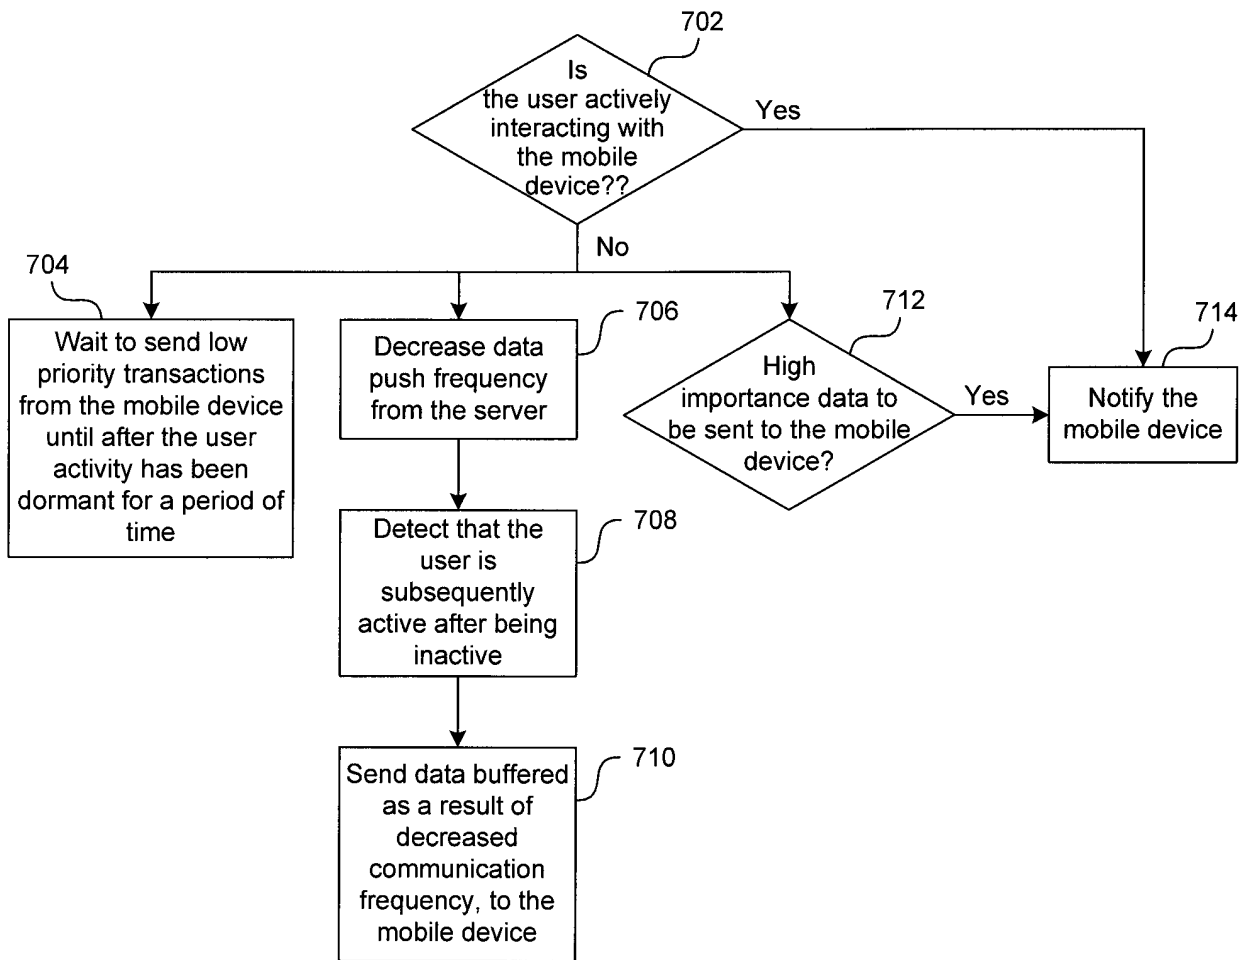 702
Is
the user actively
interacting with
the mobile
device??
Yes
No
704
Wait to send low
priority transactions
from the mobile device
until after the user
activity has been
dormant for a period of
time
706
Decrease data
push frequency
from the server
712
High
importance data to
be sent to the mobile
device?
Yes
714
Notify the
mobile device
708
Detect that the
user is
subsequently
active after being
inactive
710
Send data buffered
as a result of
decreased
communication
frequency, to the
mobile device